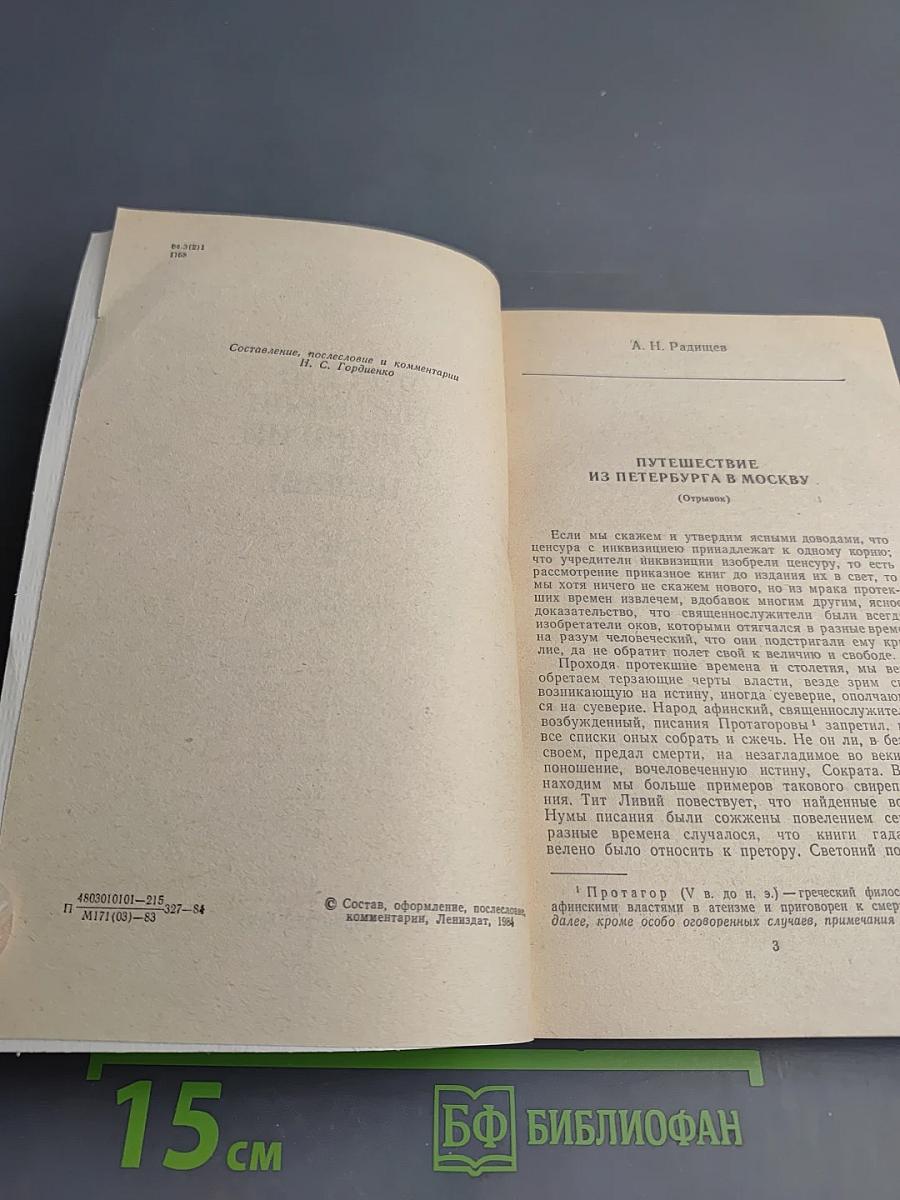 84.3(2)1
П68
Составление, послесловие и комментарии
Н. С. Гордиенко
П 4803010101—215 327—84
М171(03)—83
© Состав, оформление, послесловие,
комментарии, Лениздат, 1984
А. Н. Радищев
ПУТЕШЕСТВИЕ
ИЗ ПЕТЕРБУРГА В МОСКВУ
(Отрывок)
Если мы скажем и утвердим ясными доводами, что
ценсура с инквизициею принадлежат к одному корню;
что учредители инквизиции изобрели ценсуру, то есть
рассмотрение приказное книг до издания их в свет, то
мы хотя ничего не скажем нового, но из мрака протек-
ших времен извлечем, вдобавок многим другим, ясное
доказательство, что священнослужители были всегд
изобретатели оков, которыми отягчался в разные врем
на разум человеческий, что они подстригали ему кры
лие, да не обратит полет свой к величию и свободе.
Проходя протекшие времена и столетия, мы ве
обретаем терзающие черты власти, везде зрим си
возникающую на истину, иногда суеверие, ополчаю
ся на суеверие. Народ афинский, священнослужител
возбужденный, писания Протагоровы¹ запретил,
все списки оных собрать и сжечь. Не он ли, в без
своем, предал смерти, на незагладимое во веки
поношение, вочеловеченную истину, Сократа. В
находим мы больше примеров такового свиреп
ния. Тит Ливий повествует, что найденные во
Нумы писания были сожжены повелением се
разные времена случалося, что книги гада
велено было относить к претору. Светоний по
¹ Протагор (V в. до н. э.) — греческий филос
афинскими властями в атеизме и приговорен к смер
далее, кроме особо оговоренных случаев, примечания
3
15 см
БФ БИБЛИОФАН